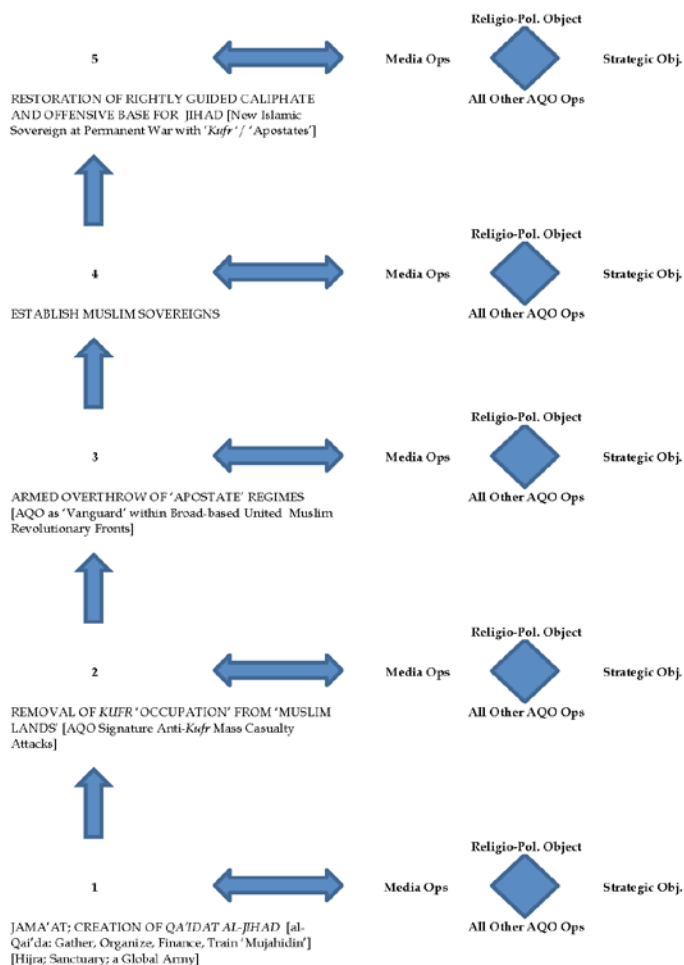 Religio-Pol. Object
5 Media Ops Strategic Obj.
All Other AQO Ops
RESTORATION OF RIGHTLY GUIDED CALIPHATE
AND OFFENSIVE BASE FOR JIHAD [New Islamic
Sovereign at Permanent War with 'Kufr' / 'Apostates']
Religio-Pol. Object
4 Media Ops Strategic Obj.
All Other AQO Ops
ESTABLISH MUSLIM SOVEREIGNS
Religio-Pol. Object
3 Media Ops Strategic Obj.
All Other AQO Ops
ARMED OVERTHROW OF 'APOSTATE' REGIMES
[AQO as 'Vanguard' within Broad-based United Muslim
Revolutionary Fronts]
Religio-Pol. Object
2 Media Ops Strategic Obj.
All Other AQO Ops
REMOVAL OF KUFR 'OCCUPATION' FROM 'MUSLIM
LANDS' [AQO Signature Anti-Kufr Mass Casualty
Attacks]
Religio-Pol. Object
1 Media Ops Strategic Obj.
All Other AQO Ops
JAMA'AT; CREATION OF QA'IDAT AL-JIHAD [al-
Qai'da: Gather, Organize, Finance, Train 'Mujahidin']
[Hijra; Sanctuary; a Global Army]